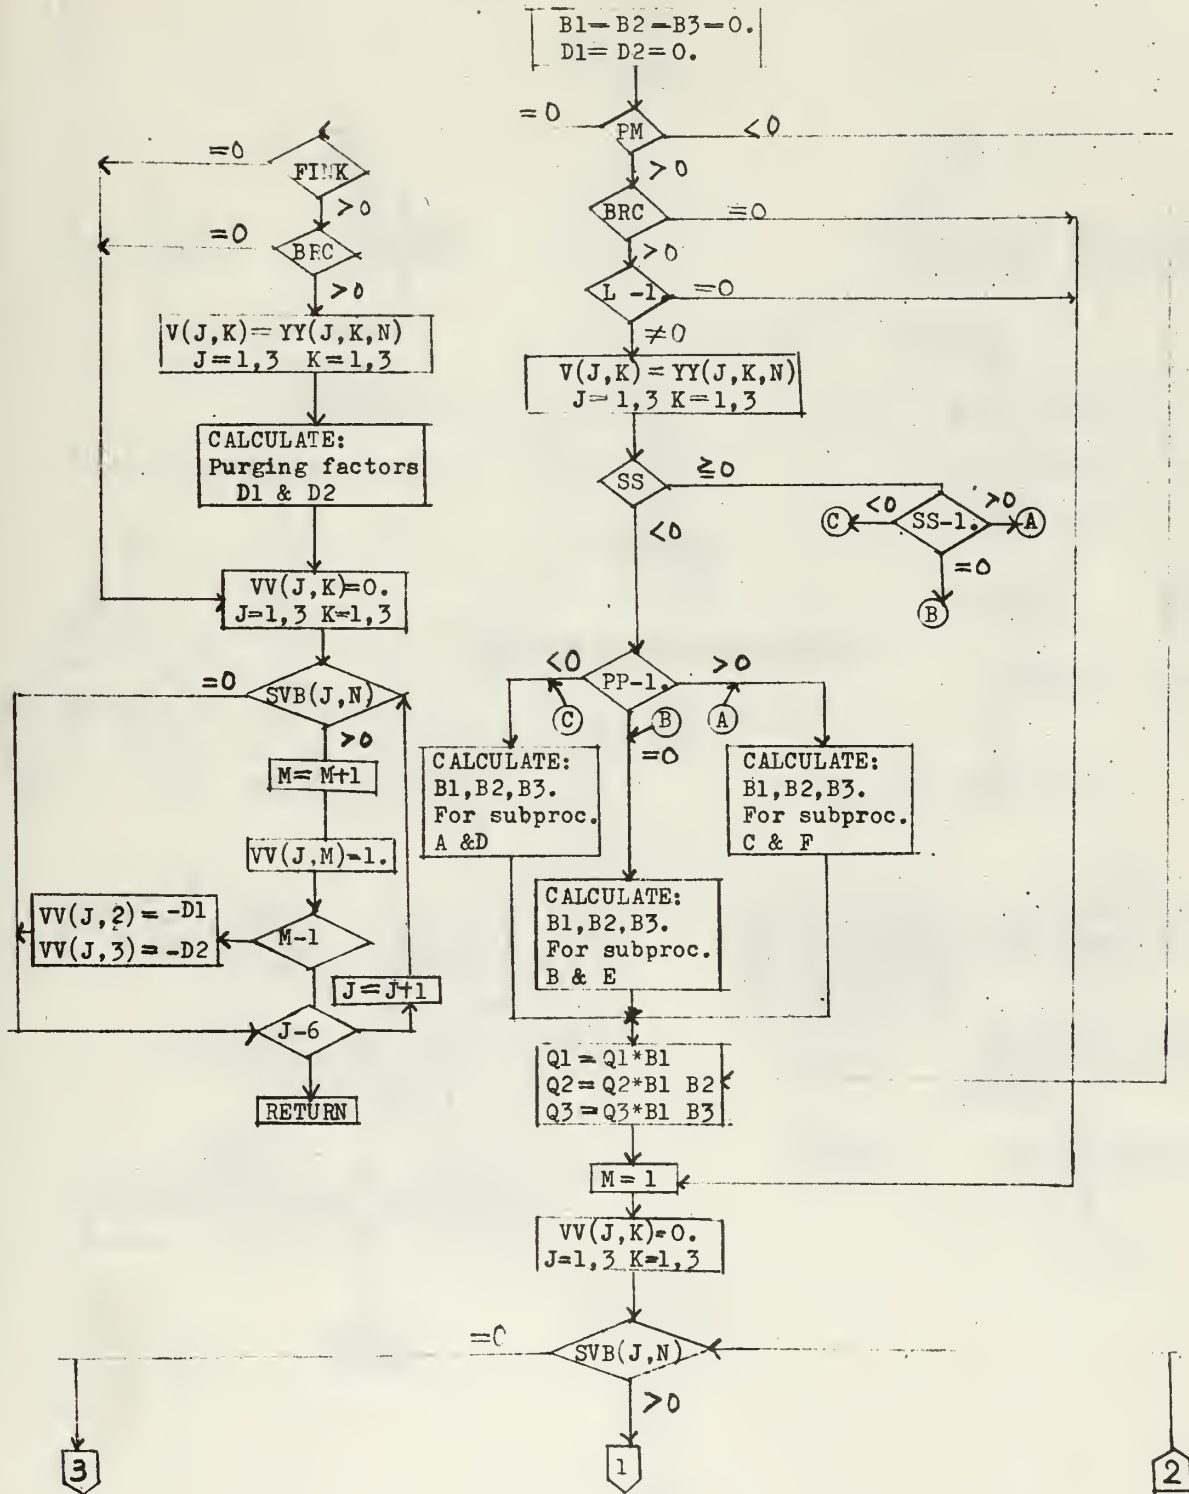 B1=B2=B3=0.
D1=D2=0.
=0
PM
<0
>0
BRC
=0
>0
L -1.
=0
≠0
V(J,K)=YY(J,K,N)
J=1,3 K=1,3
SS
≧0
<0
SS-1.
<0
>0
C
A
=0
B
PP-1.
<0
>0
C
B
A
=0
CALCULATE:
B1,B2,B3.
For subproc.
A &D
CALCULATE:
B1,B2,B3.
For subproc.
C & F
CALCULATE:
B1,B2,B3.
For subproc.
B & E
Q1=Q1*B1
Q2=Q2*B1 B2
Q3=Q3*B1 B3
M=1
VV(J,K)=0.
J=1,3 K=1,3
=0
SVB(J,N)
>0
3
1
2
=0
FINK
>0
=0
BRC
>0
V(J,K)=YY(J,K,N)
J=1,3 K=1,3
CALCULATE:
Purging factors
D1 & D2
VV(J,K)=0.
J=1,3 K=1,3
=0
SVB(J,N)
>0
M=M+1
VV(J,M)=1.
VV(J,2)=-D1
VV(J,3)=-D2
M-1
J=J+1
J-6
RETURN